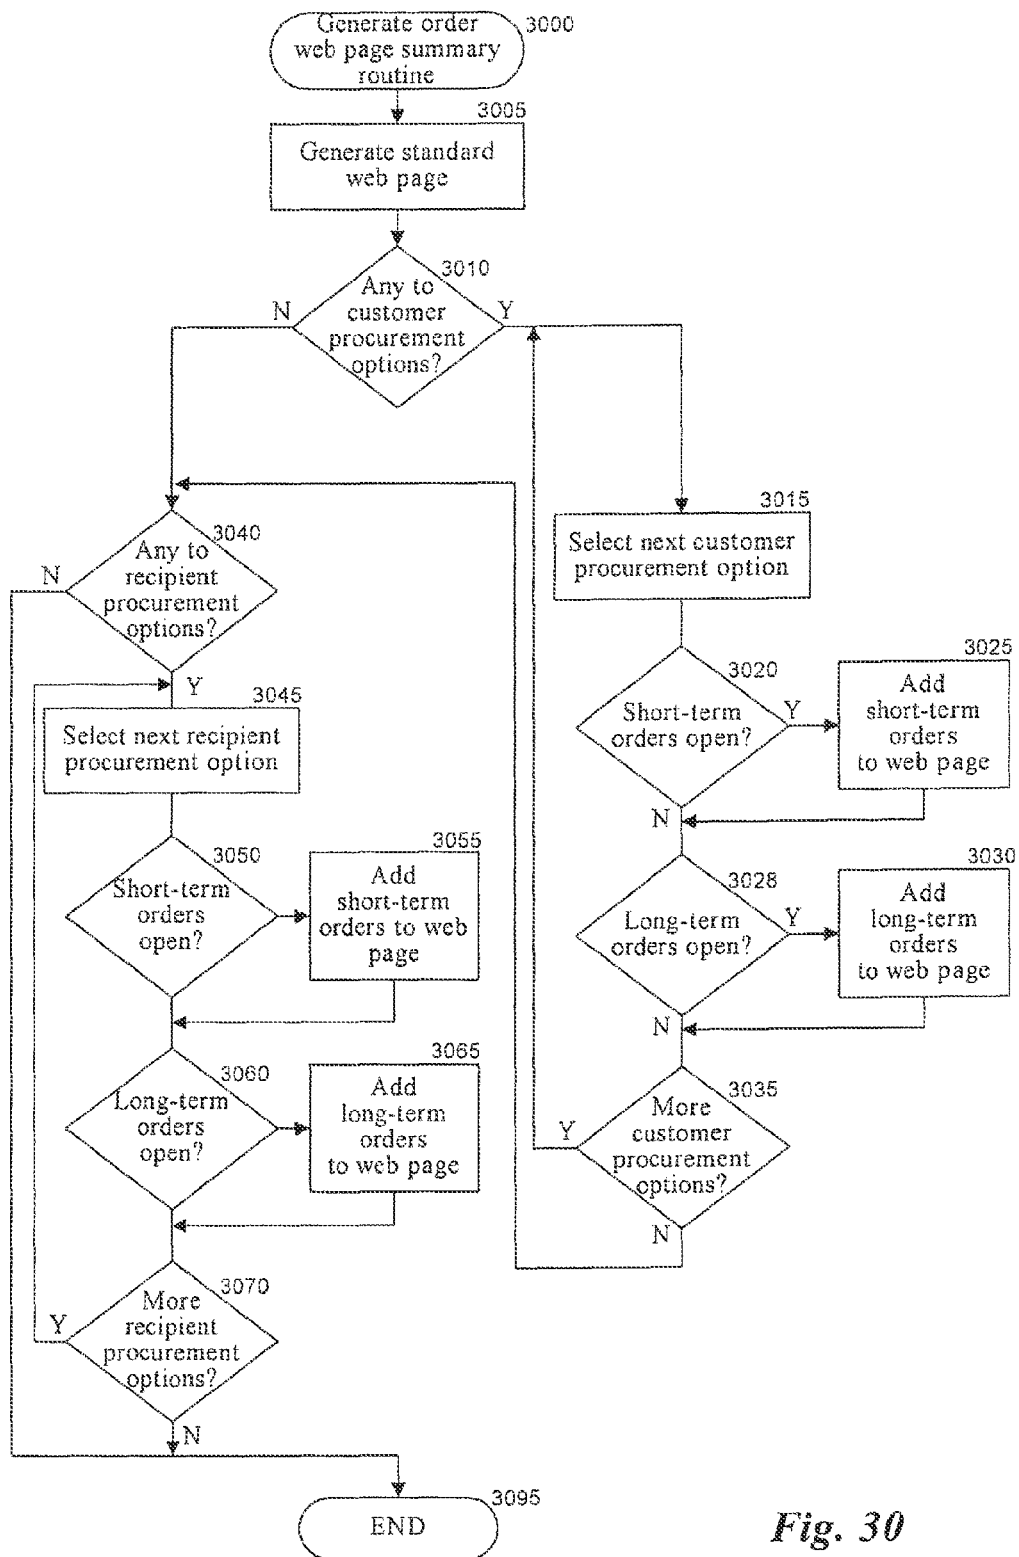 Generate order
web page summary
routine
3000
3005
Generate standard
web page
3010
Any to
customer
procurement
options?
N
Y
3015
Select next customer
procurement option
3040
Any to
recipient
procurement
options?
N
Y
3045
Select next recipient
procurement option
3020
Short-term
orders open?
Y
N
3025
Add
short-term
orders
to web page
3050
Short-term
orders
open?
3055
Add
short-term
orders to web
page
3028
Long-term
orders open?
Y
N
3030
Add
long-term
orders
to web page
3060
Long-term
orders
open?
3065
Add
long-term
orders
to web page
3035
More
customer
procurement
options?
Y
N
3070
More
recipient
procurement
options?
Y
N
3095
END
Fig. 30